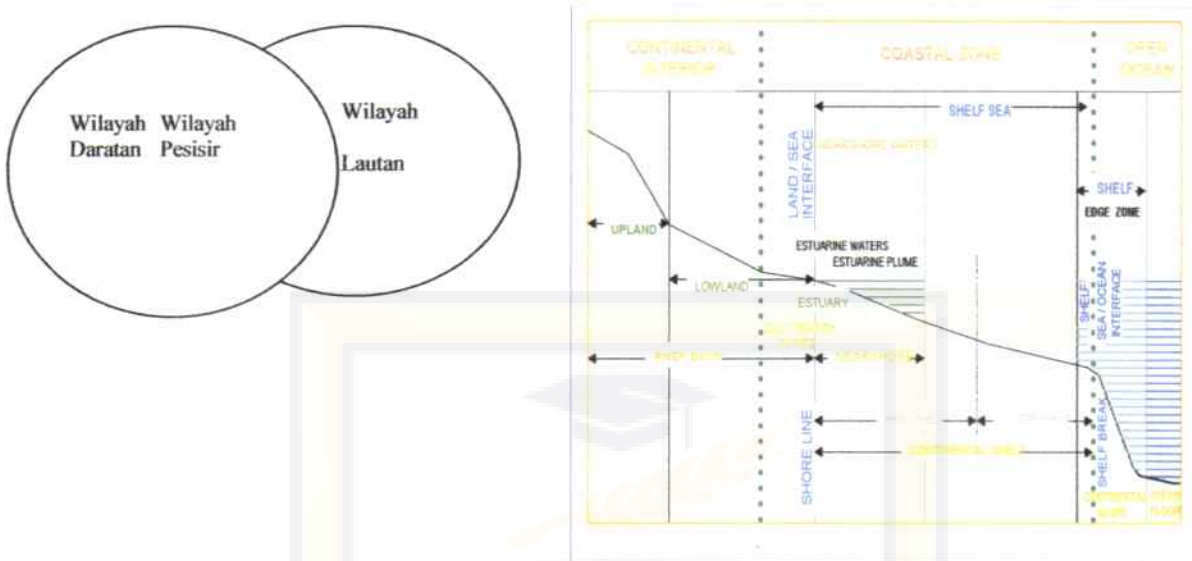 Wilayah Wilayah
Daratan Pesisir
Wilayah
Lautan
CONTINENTAL
INTERIOR
COASTAL ZONE
OPEN
OCEAN
SHELF SEA
NEARSHORE WATERS
LAND / SEA
INTERFACE
SHELF
EDGE ZONE
UPLAND
ESTUARINE WATERS
ESTUARINE PLUME
LOWLAND
ESTUARY
SHELF
SEA / OCEAN
INTERFACE
NEARSHORE
SHORE LINE
CONTINENTAL SHELF
SHELF BREAK
CONTINENTAL
SLOPE
OCEAN
FLOOR